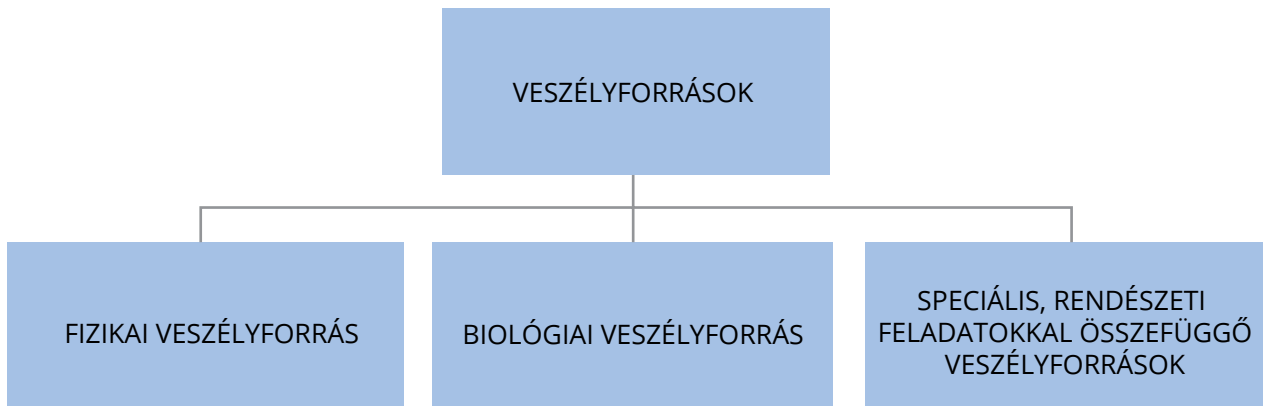 VESZÉLYFORRÁSOK
FIZIKAI VESZÉLYFORRÁS
BIOLÓGIAI VESZÉLYFORRÁS
SPECIÁLIS, RENDÉSZETI
FELADATOKKAL ÖSSZEFÜGGŐ
VESZÉLYFORRÁSOK